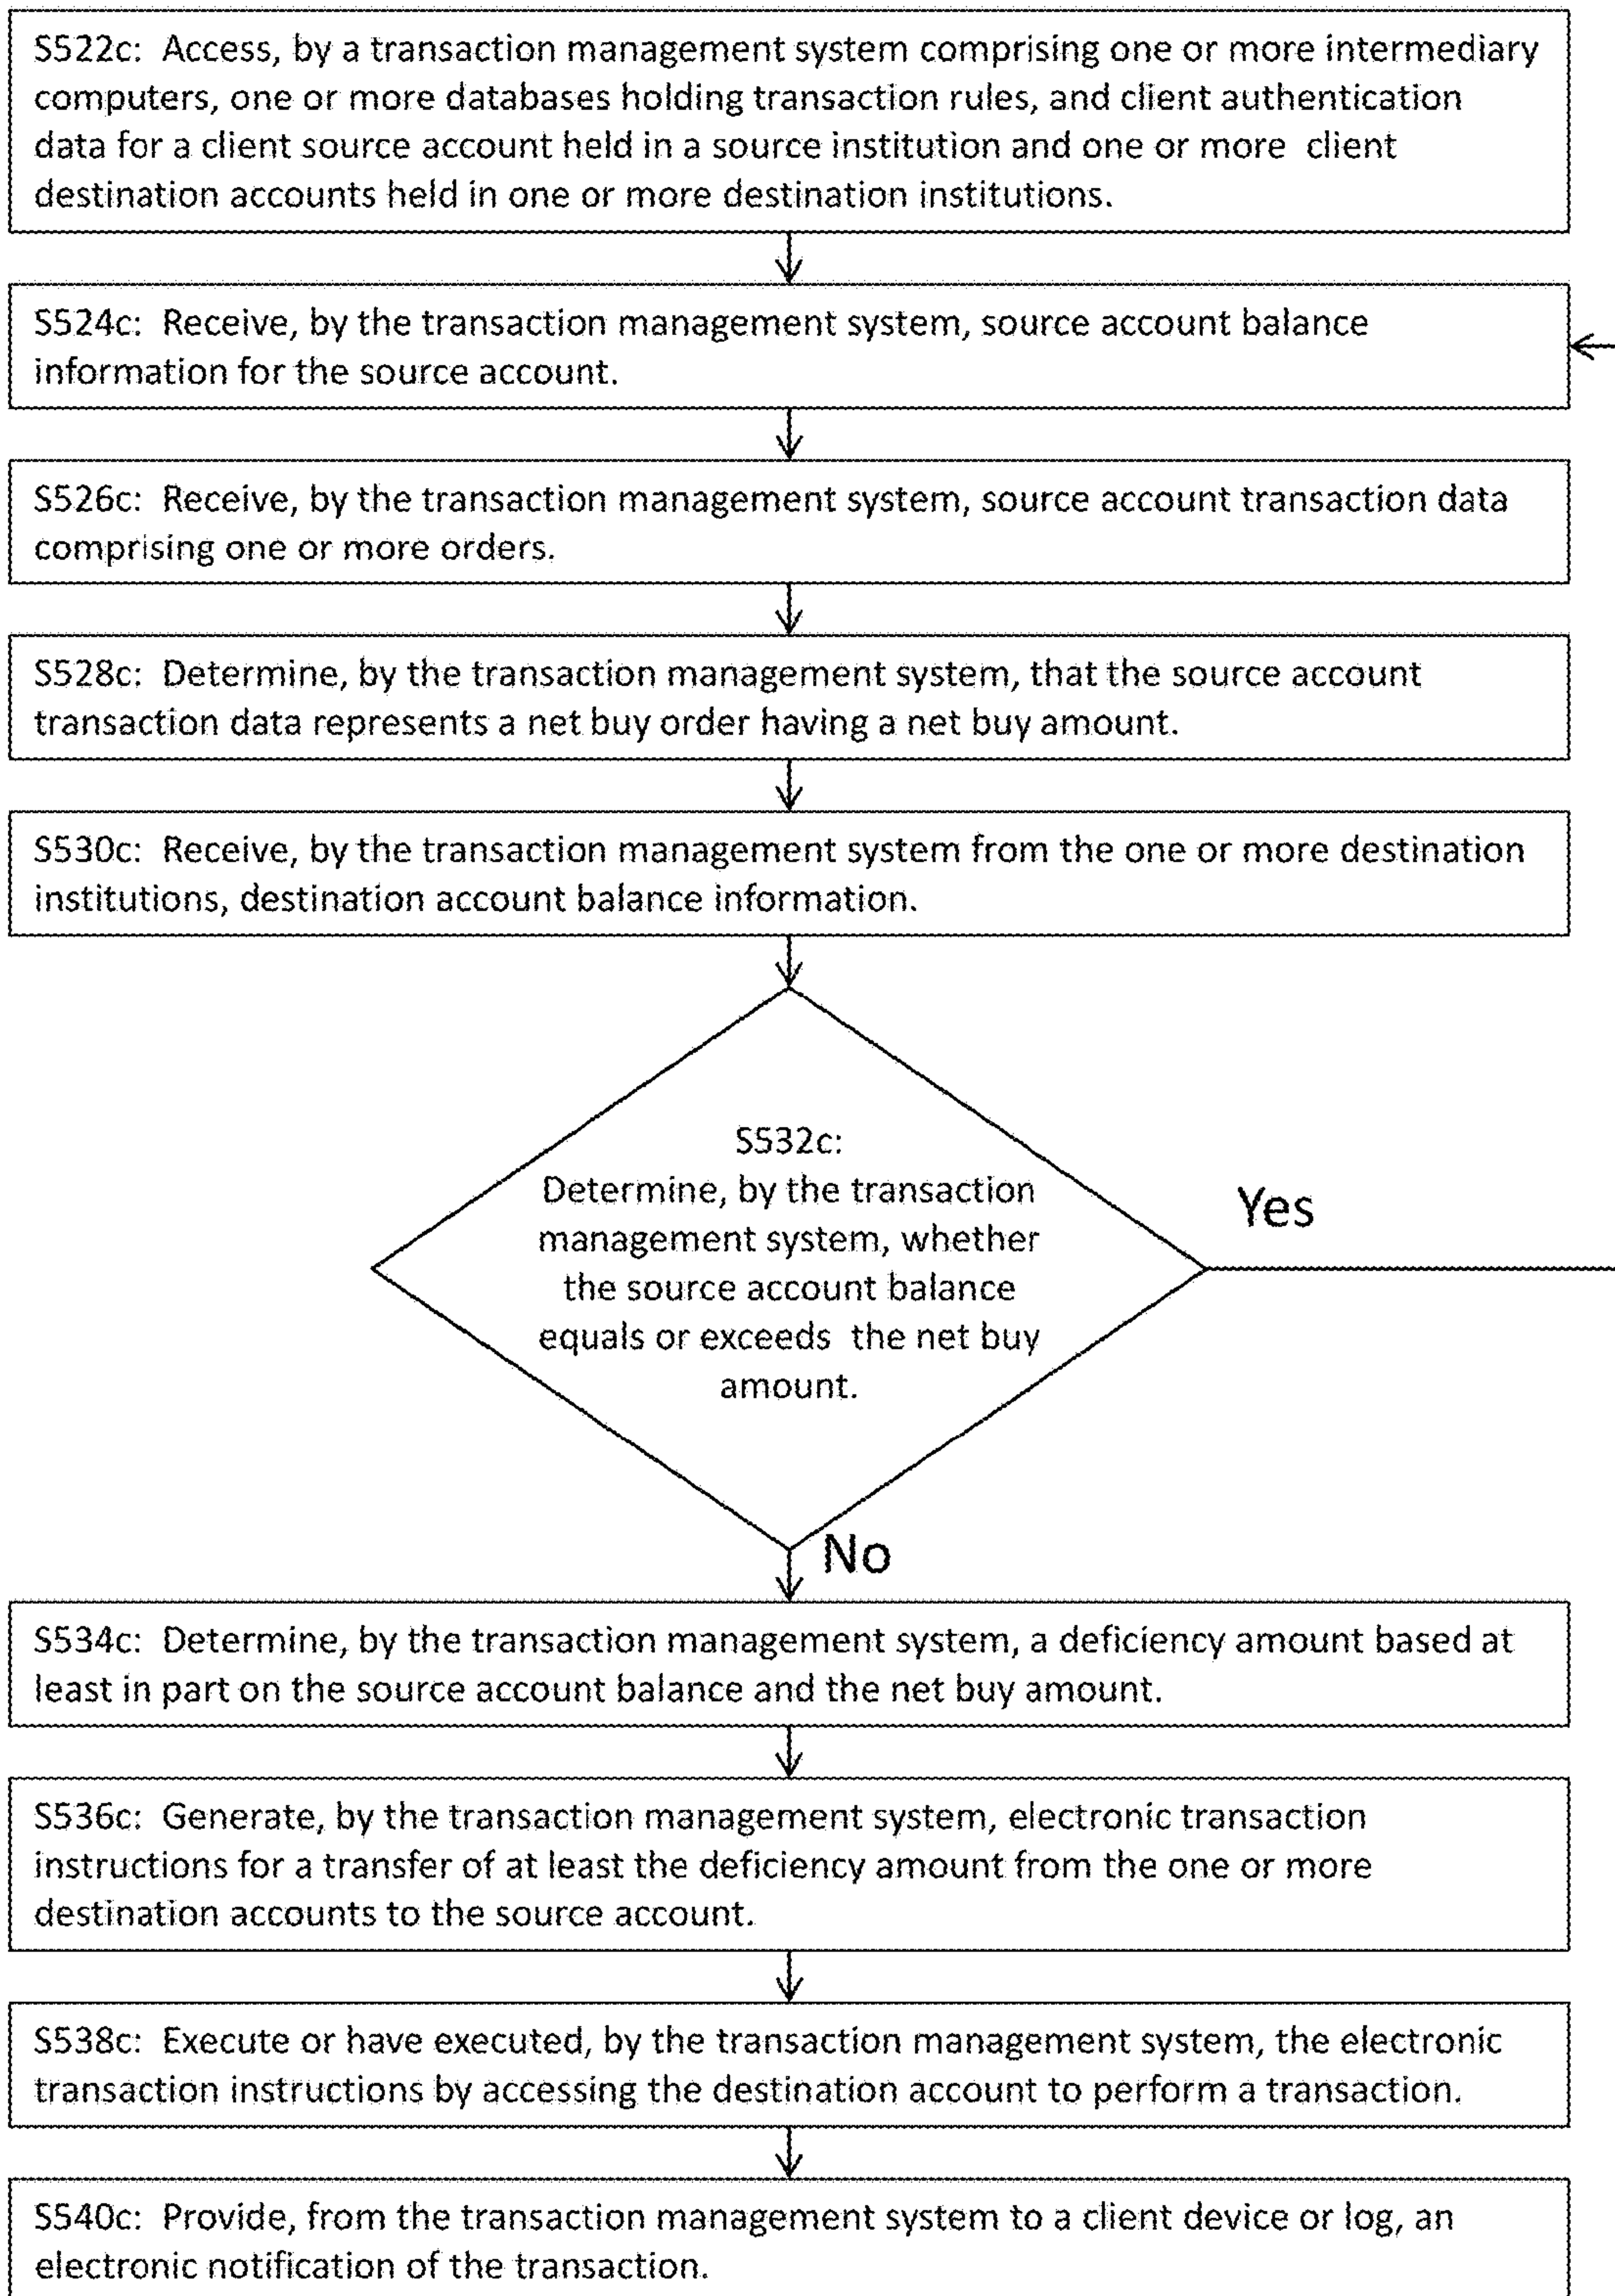 S522c: Access, by a transaction management system comprising one or more intermediary
computers, one or more databases holding transaction rules, and client authentication
data for a client source account held in a source institution and one or more client
destination accounts held in one or more destination institutions.
S524c: Receive, by the transaction management system, source account balance
information for the source account.
S526c: Receive, by the transaction management system, source account transaction data
comprising one or more orders.
S528c: Determine, by the transaction management system, that the source account
transaction data represents a net buy order having a net buy amount.
S530c: Receive, by the transaction management system from the one or more destination
institutions, destination account balance information.
S532c:
Determine, by the transaction
management system, whether
the source account balance
equals or exceeds the net buy
amount.
Yes
No
S534c: Determine, by the transaction management system, a deficiency amount based at
least in part on the source account balance and the net buy amount.
S536c: Generate, by the transaction management system, electronic transaction
instructions for a transfer of at least the deficiency amount from the one or more
destination accounts to the source account.
S538c: Execute or have executed, by the transaction management system, the electronic
transaction instructions by accessing the destination account to perform a transaction.
S540c: Provide, from the transaction management system to a client device or log, an
electronic notification of the transaction.